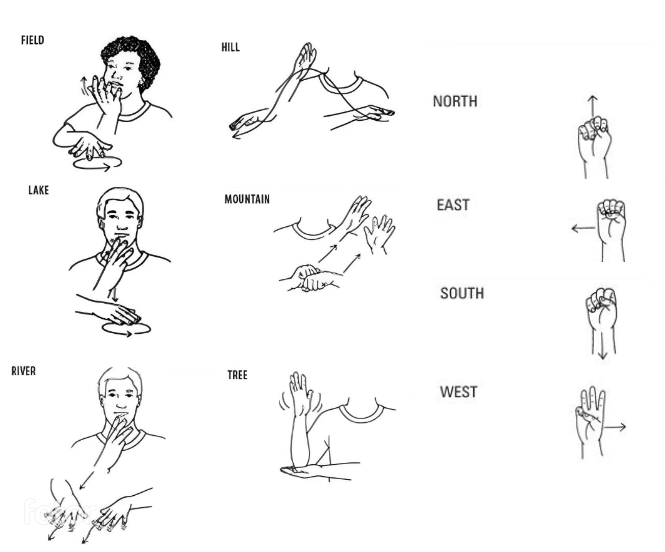 FIELD
HILL
NORTH
LAKE
MOUNTAIN
EAST
SOUTH
RIVER
TREE
WEST